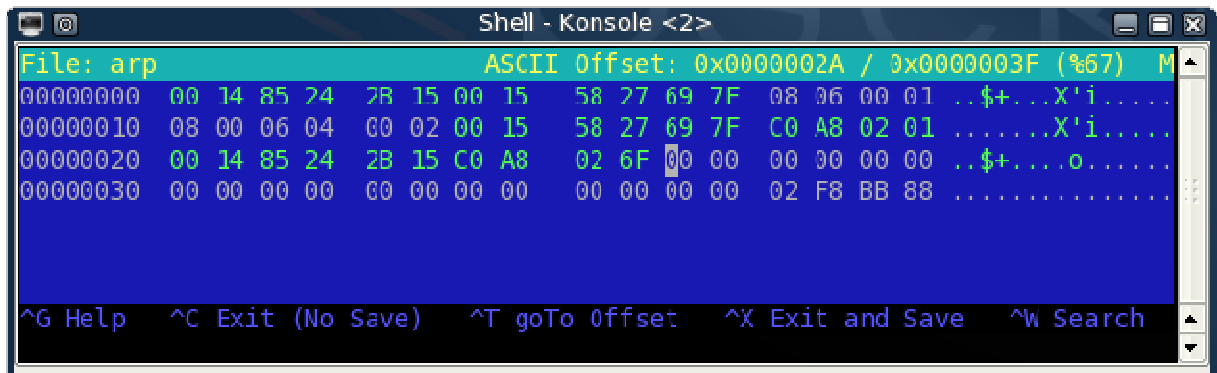 Shell - Konsole <2>
File: arp ASCII Offset: 0x0000002A / 0x0000003F (%67) M
00000000 00 14 85 24 2B 15 00 15 58 27 69 7F 08 06 00 01 ..$+...X'i.....
00000010 08 00 06 04 00 02 00 15 58 27 69 7F C0 A8 02 01 .......X'i.....
00000020 00 14 85 24 2B 15 C0 A8 02 6F 00 00 00 00 00 00 ..$+....o......
00000030 00 00 00 00 00 00 00 00 00 00 00 00 02 F8 BB 88 ...............
^G Help ^C Exit (No Save) ^T goTo Offset ^X Exit and Save ^W Search